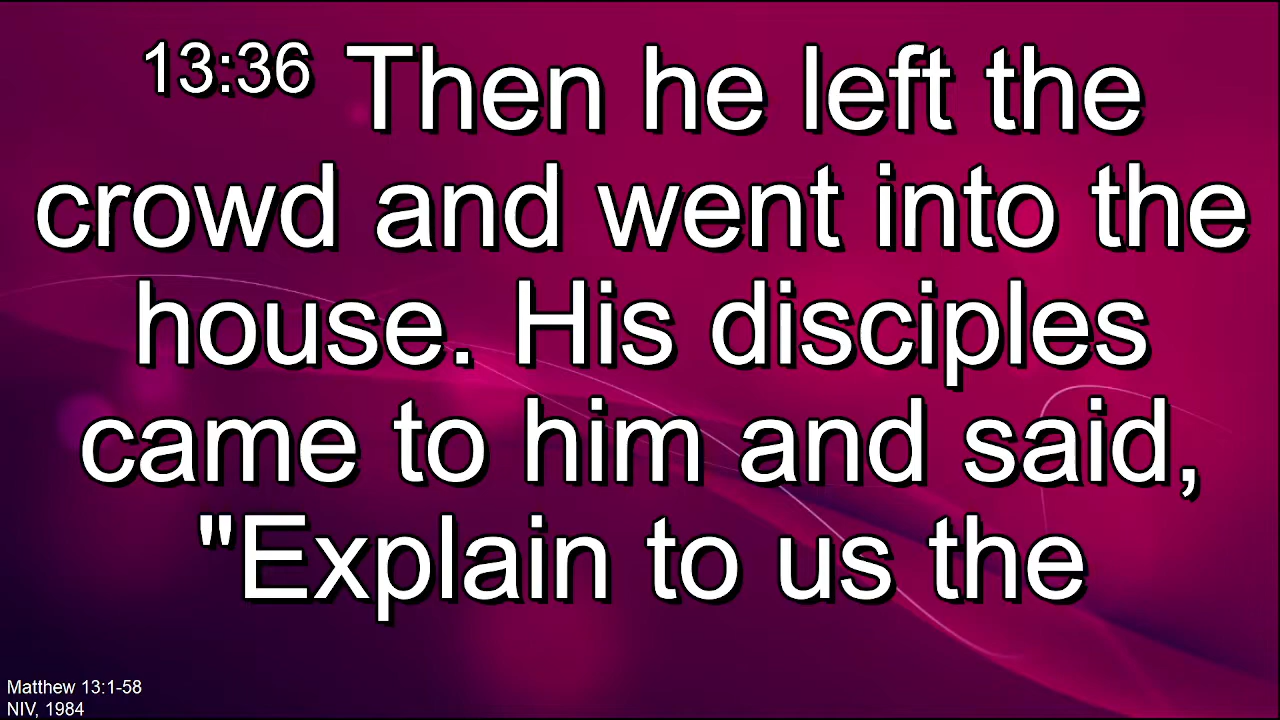 13:36 Then he left the
crowd and went into the
house. His disciples
came to him and said,
"Explain to us the
Matthew 13:1-58
NIV, 1984